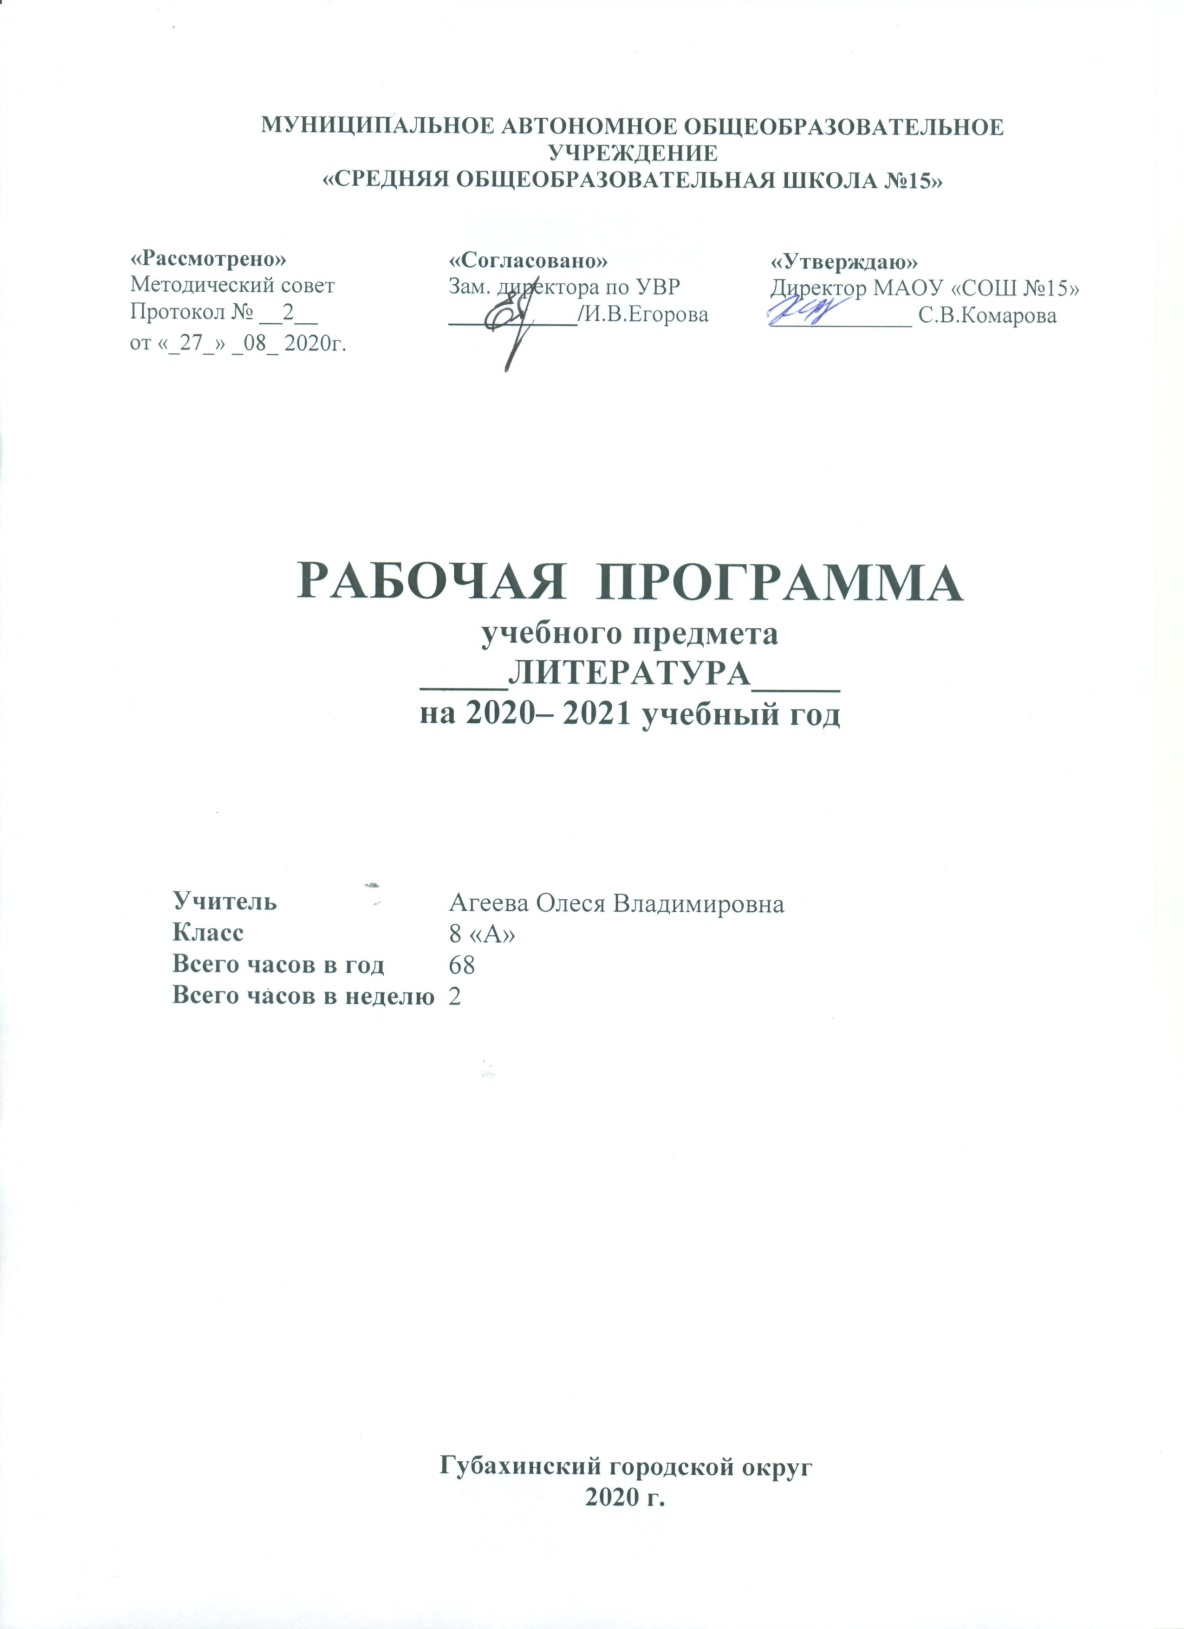 МУНИЦИПАЛЬНОЕ АВТОНОМНОЕ ОБЩЕОБРАЗОВАТЕЛЬНОЕ
УЧРЕЖДЕНИЕ
«СРЕДНЯЯ ОБЩЕОБРАЗОВАТЕЛЬНАЯ ШКОЛА №15»
«Рассмотрено»
Методический совет
Протокол № __2__
от «_27_» _08_ 2020г.
«Согласовано»
Зам. директора по УВР
___________/И.В.Егорова
«Утверждаю»
Директор МАОУ «СОШ №15»
____________ С.В.Комарова
РАБОЧАЯ ПРОГРАММА
учебного предмета
_____ЛИТЕРАТУРА_____
на 2020– 2021 учебный год
Учитель Агеева Олеся Владимировна
Класс 8 «А»
Всего часов в год 68
Всего часов в неделю 2
Губахинский городской округ
2020 г.